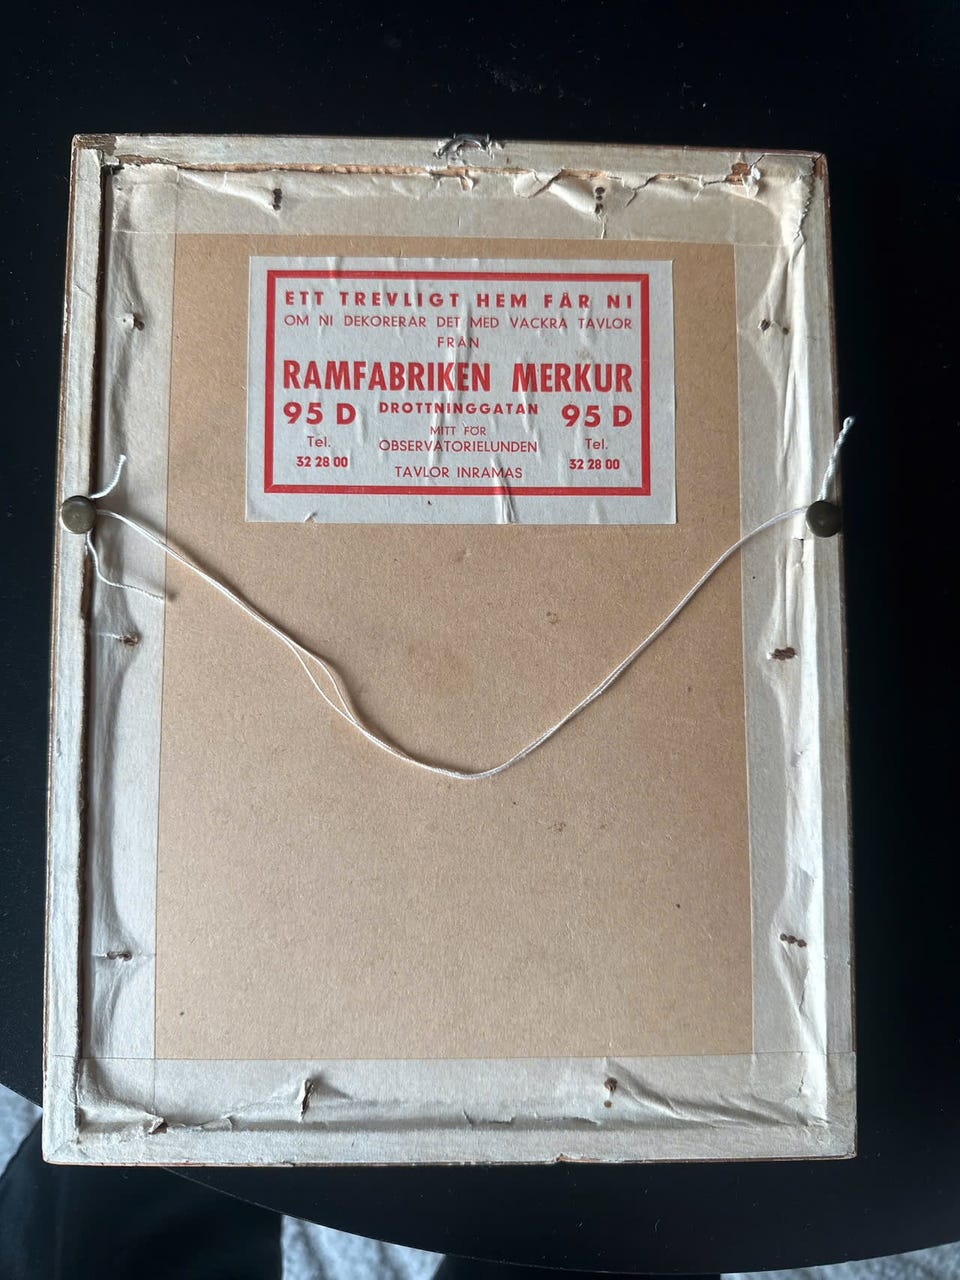 ETT TREVLIGT HEM FÅR NI
OM NI DEKORERAR DET MED VACKRA TAVLOR
FRÅN
RAMFABRIKEN MERKUR
95 D DROTTNINGGATAN 95 D
MITT FÖR
OBSERVATORIELUNDEN
Tel. Tel.
32 28 00 32 28 00
TAVLOR INRAMAS